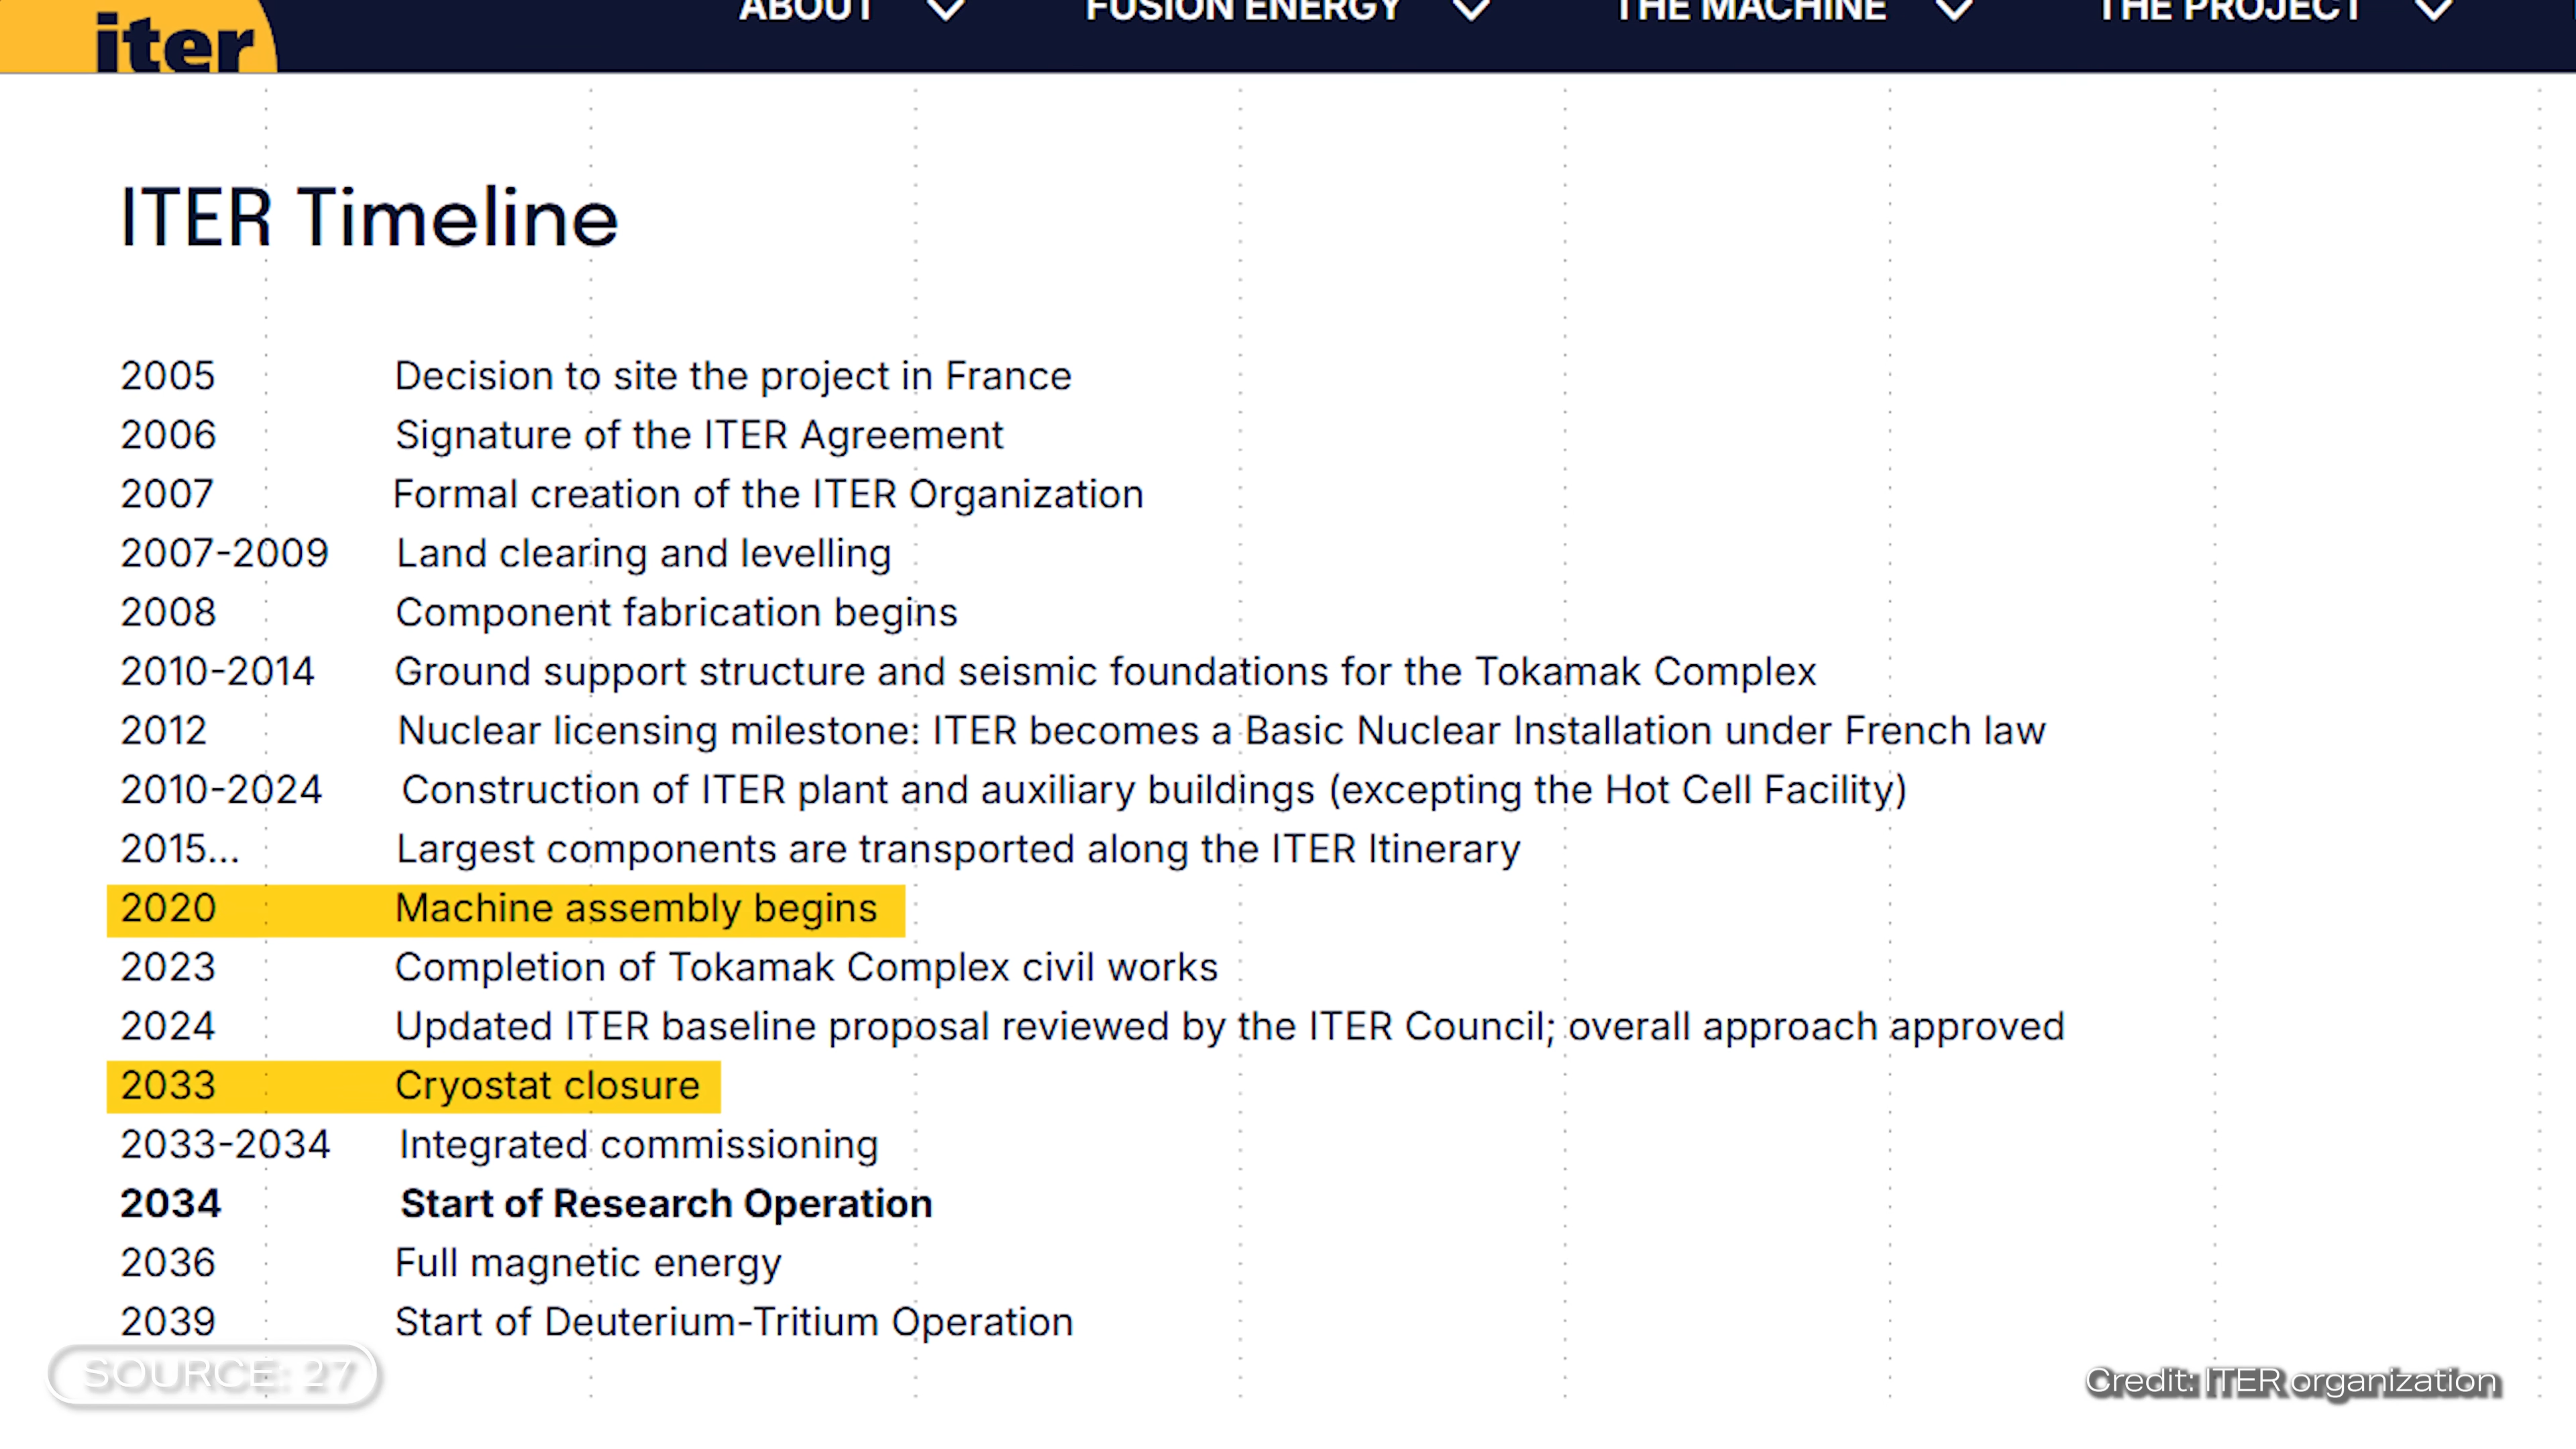 iter
ABOUT FUSION ENERGY THE MACHINE THE PROJECT
ITER Timeline
2005 Decision to site the project in France
2006 Signature of the ITER Agreement
2007 Formal creation of the ITER Organization
2007-2009 Land clearing and levelling
2008 Component fabrication begins
2010-2014 Ground support structure and seismic foundations for the Tokamak Complex
2012 Nuclear licensing milestone: ITER becomes a Basic Nuclear Installation under French law
2010-2024 Construction of ITER plant and auxiliary buildings (excepting the Hot Cell Facility)
2015... Largest components are transported along the ITER Itinerary
2020 Machine assembly begins
2023 Completion of Tokamak Complex civil works
2024 Updated ITER baseline proposal reviewed by the ITER Council; overall approach approved
2033 Cryostat closure
2033-2034 Integrated commissioning
2034 Start of Research Operation
2036 Full magnetic energy
2039 Start of Deuterium-Tritium Operation
SOURCE: 27
Credit: ITER organization